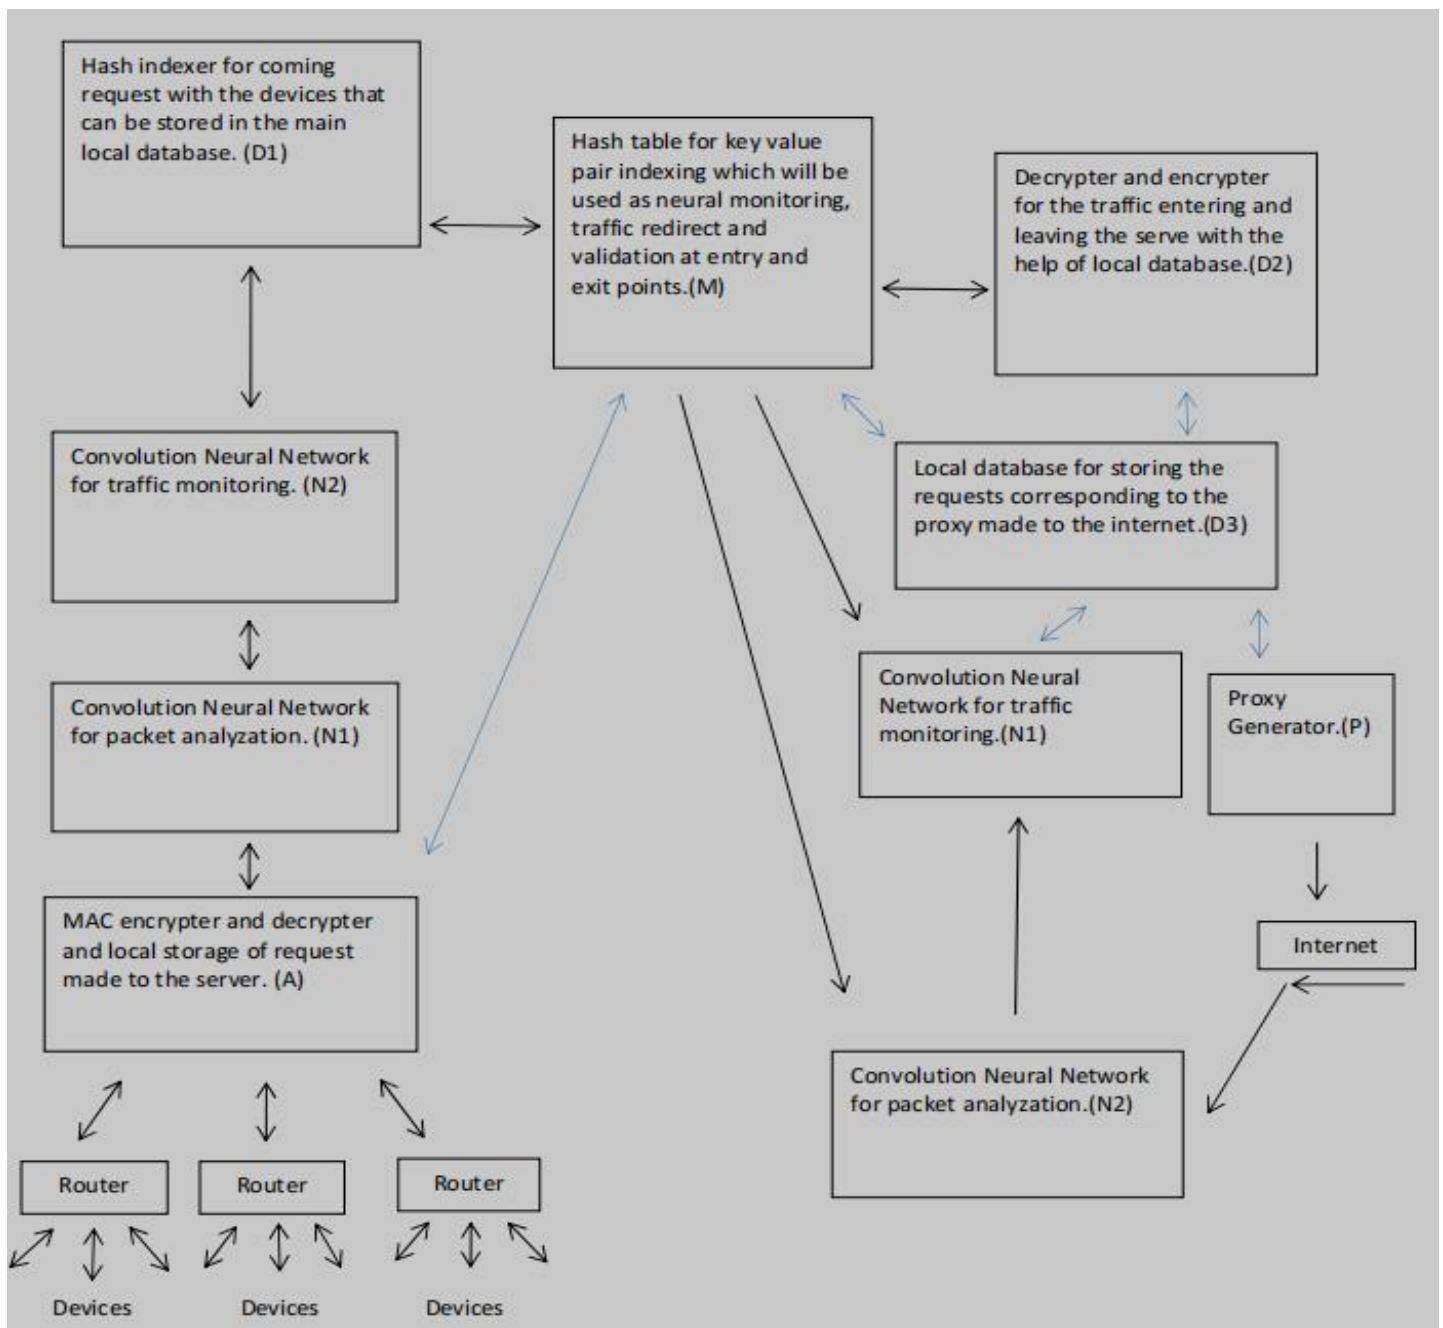 Hash indexer for coming
request with the devices that
can be stored in the main
local database. (D1)
Hash table for key value
pair indexing which will be
used as neural monitoring,
traffic redirect and
validation at entry and
exit points.(M)
Decrypter and encrypter
for the traffic entering and
leaving the serve with the
help of local database.(D2)
Convolution Neural Network
for traffic monitoring. (N2)
Local database for storing the
requests corresponding to the
proxy made to the internet.(D3)
Convolution Neural Network
for packet analyzation. (N1)
Convolution Neural
Network for traffic
monitoring.(N1)
Proxy
Generator.(P)
MAC encrypter and decrypter
and local storage of request
made to the server. (A)
Internet
Convolution Neural Network
for packet analyzation.(N2)
Router
Router
Router
Devices
Devices
Devices